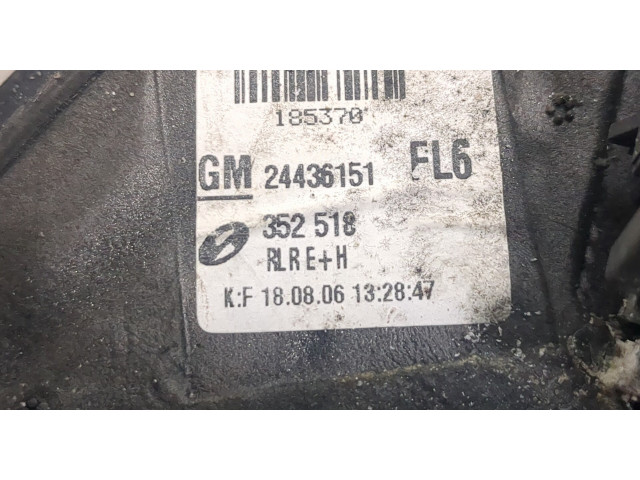 185370
GM 24436151 FL6
352 518
RLR E+H
K:F 18.08.06 13:28:47